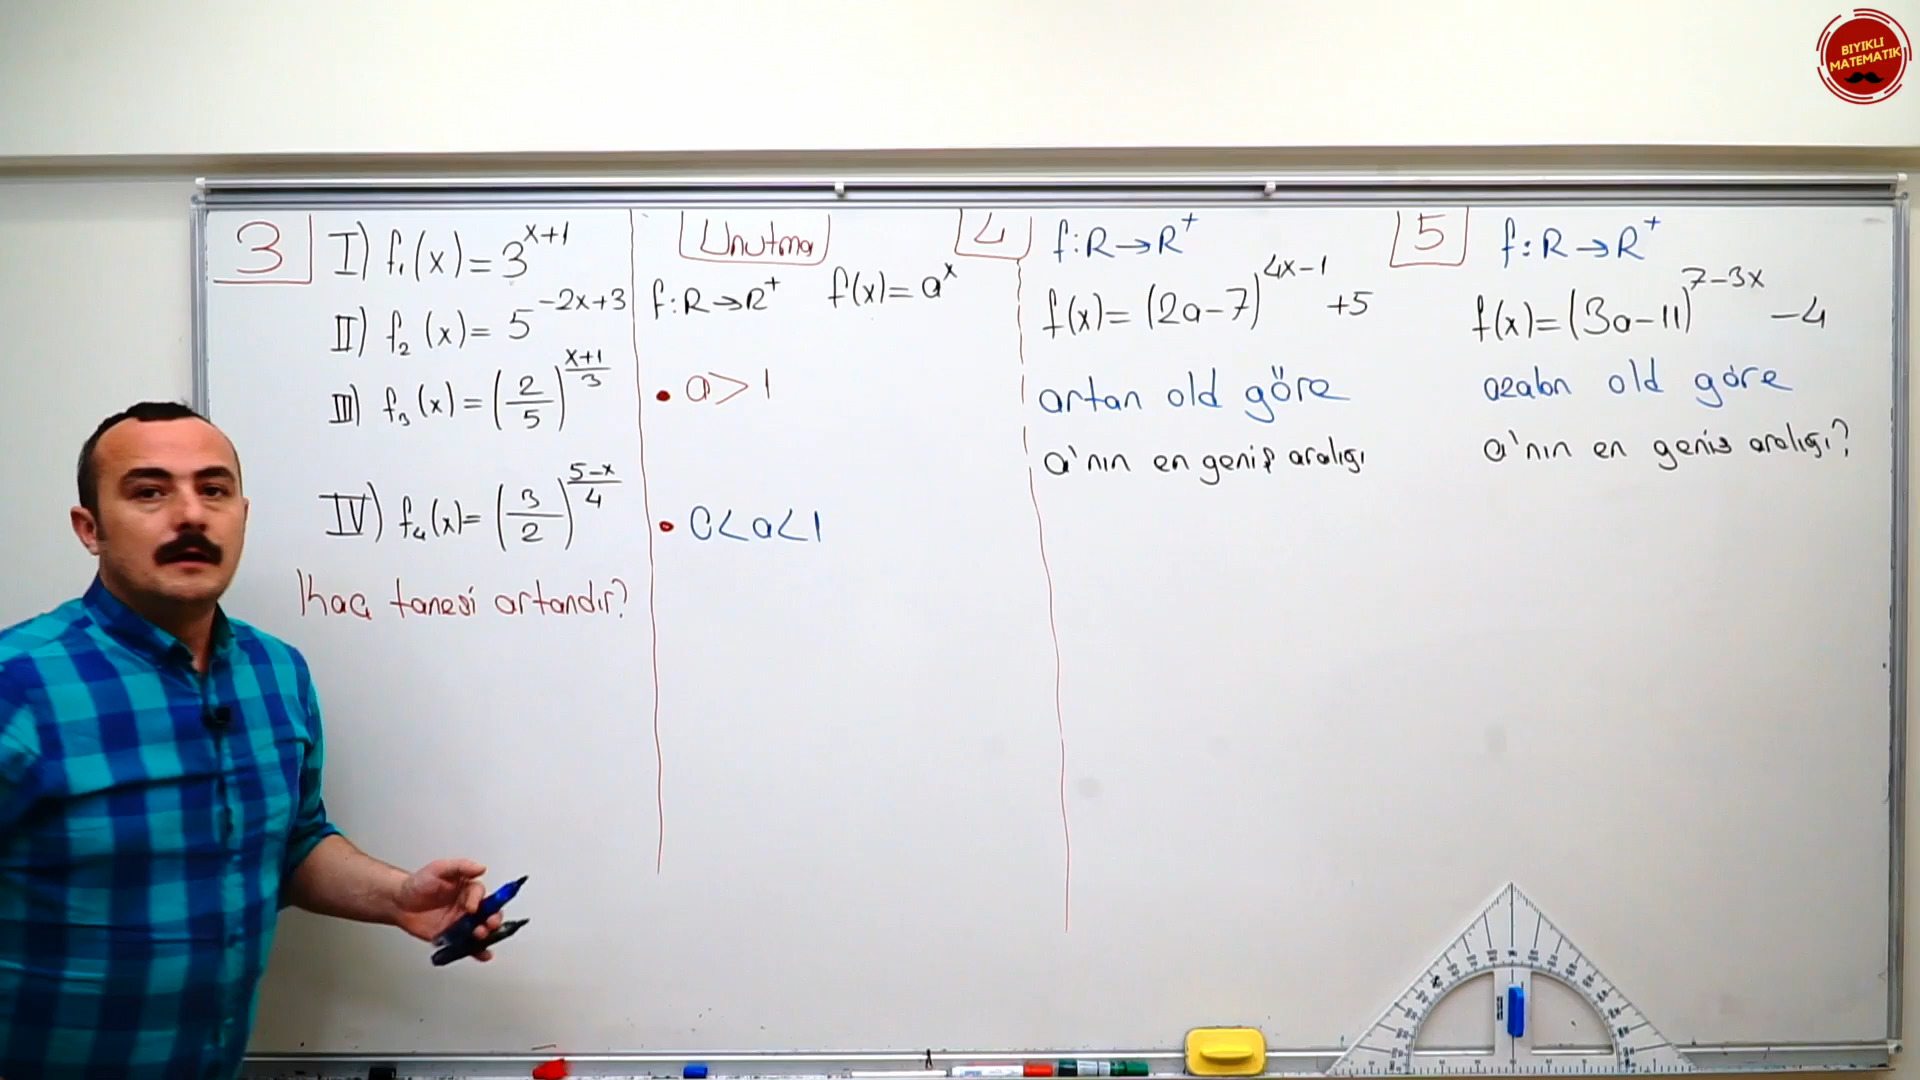 BIYIKLI
MATEMATIK
3
I) f₁(x) = 3^(x+1)
II) f₂(x) = 5^(-2x+3)
III) f₃(x) = (2/5)^((x+1)/3)
IV) f₄(x) = (3/2)^((5-x)/4)
Kaç tanesi artandır?
Unutma
f: R → R⁺ f(x) = a^x
• a > 1
• 0 < a < 1
4
f: R → R⁺
f(x) = (2a-7)^(4x-1) + 5
artan old göre
a'nın en geniş aralığı
5
f: R → R⁺
f(x) = (3a-11)^(7-3x) - 4
azalan old göre
a'nın en geniş aralığı?